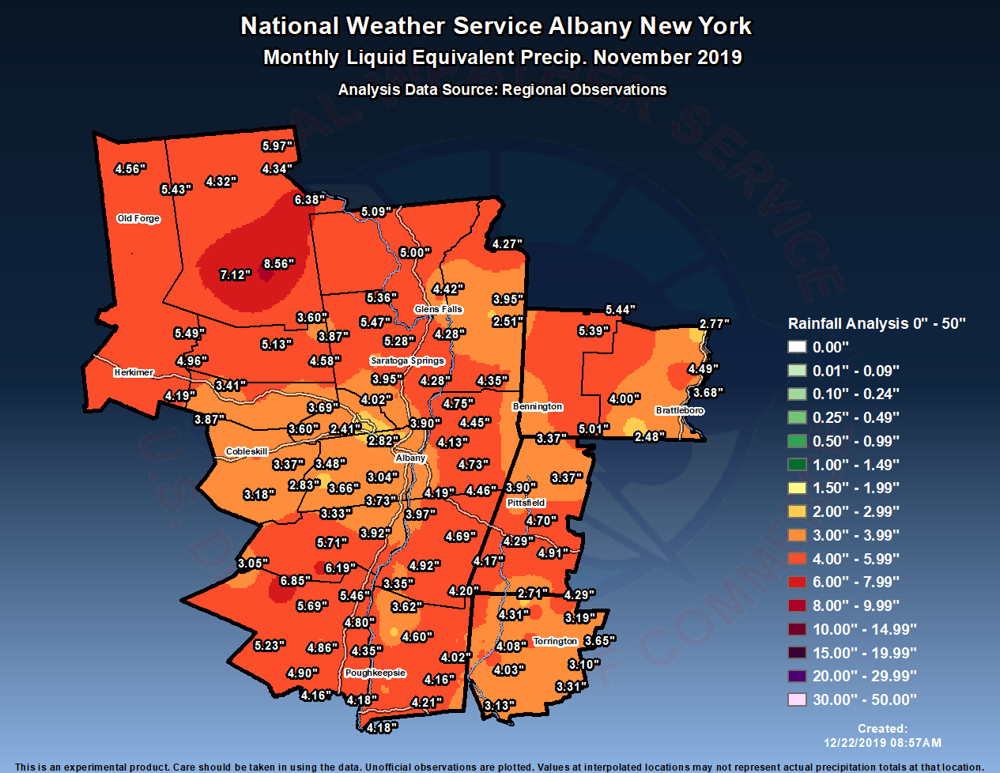 National Weather Service Albany New York
Monthly Liquid Equivalent Precip. November 2019
Analysis Data Source: Regional Observations
5.97"
4.56" 4.34"
5.43" 4.32"
6.38"
5.09"
Old Forge
4.27"
5.00"
8.56"
7.12"
4.42"
5.36" 3.95"
Glens Falls 5.44"
3.60"
5.47" 2.51" 2.77"
5.49" 3.87" 4.28" 5.39"
5.13" 5.28"
4.96" 4.58" Saratoga Springs
Herkimer 4.49"
3.41" 3.95" 4.28" 4.35"
4.19" 4.02" 4.00" 3.68"
3.69" 4.75" Bennington Brattleboro
3.87" 3.90" 4.45"
3.60" 2.41" 5.01"
2.82" 4.13" 3.37" 2.48"
Cobleskill Albany
3.37" 3.48" 4.73"
3.04" 3.37"
2.83" 3.66" 3.90"
3.18" 4.19" 4.46"
3.73" Pittsfield
3.33" 3.97"
4.70"
3.92" 4.69"
5.71" 4.29"
4.91"
3.05" 6.19" 4.92" 4.17"
6.85" 3.35"
5.46" 4.20" 2.71" 4.29"
5.69" 3.62"
4.31" 3.19"
4.80"
4.60"
5.23" 4.86" 4.35" 4.08" Torrington 3.65"
4.02"
4.90" Poughkeepsie 4.03" 3.10"
4.16" 3.31"
4.16" 4.18" 4.21" 3.13"
4.18"
Rainfall Analysis 0" - 50"
0.00"
0.01" - 0.09"
0.10" - 0.24"
0.25" - 0.49"
0.50" - 0.99"
1.00" - 1.49"
1.50" - 1.99"
2.00" - 2.99"
3.00" - 3.99"
4.00" - 5.99"
6.00" - 7.99"
8.00" - 9.99"
10.00" - 14.99"
15.00" - 19.99"
20.00" - 29.99"
30.00" - 50.00"
Created:
12/22/2019 08:57AM
This is an experimental product. Care should be taken in using the data. Unofficial observations are plotted. Values at interpolated locations may not represent actual precipitation totals at that location.